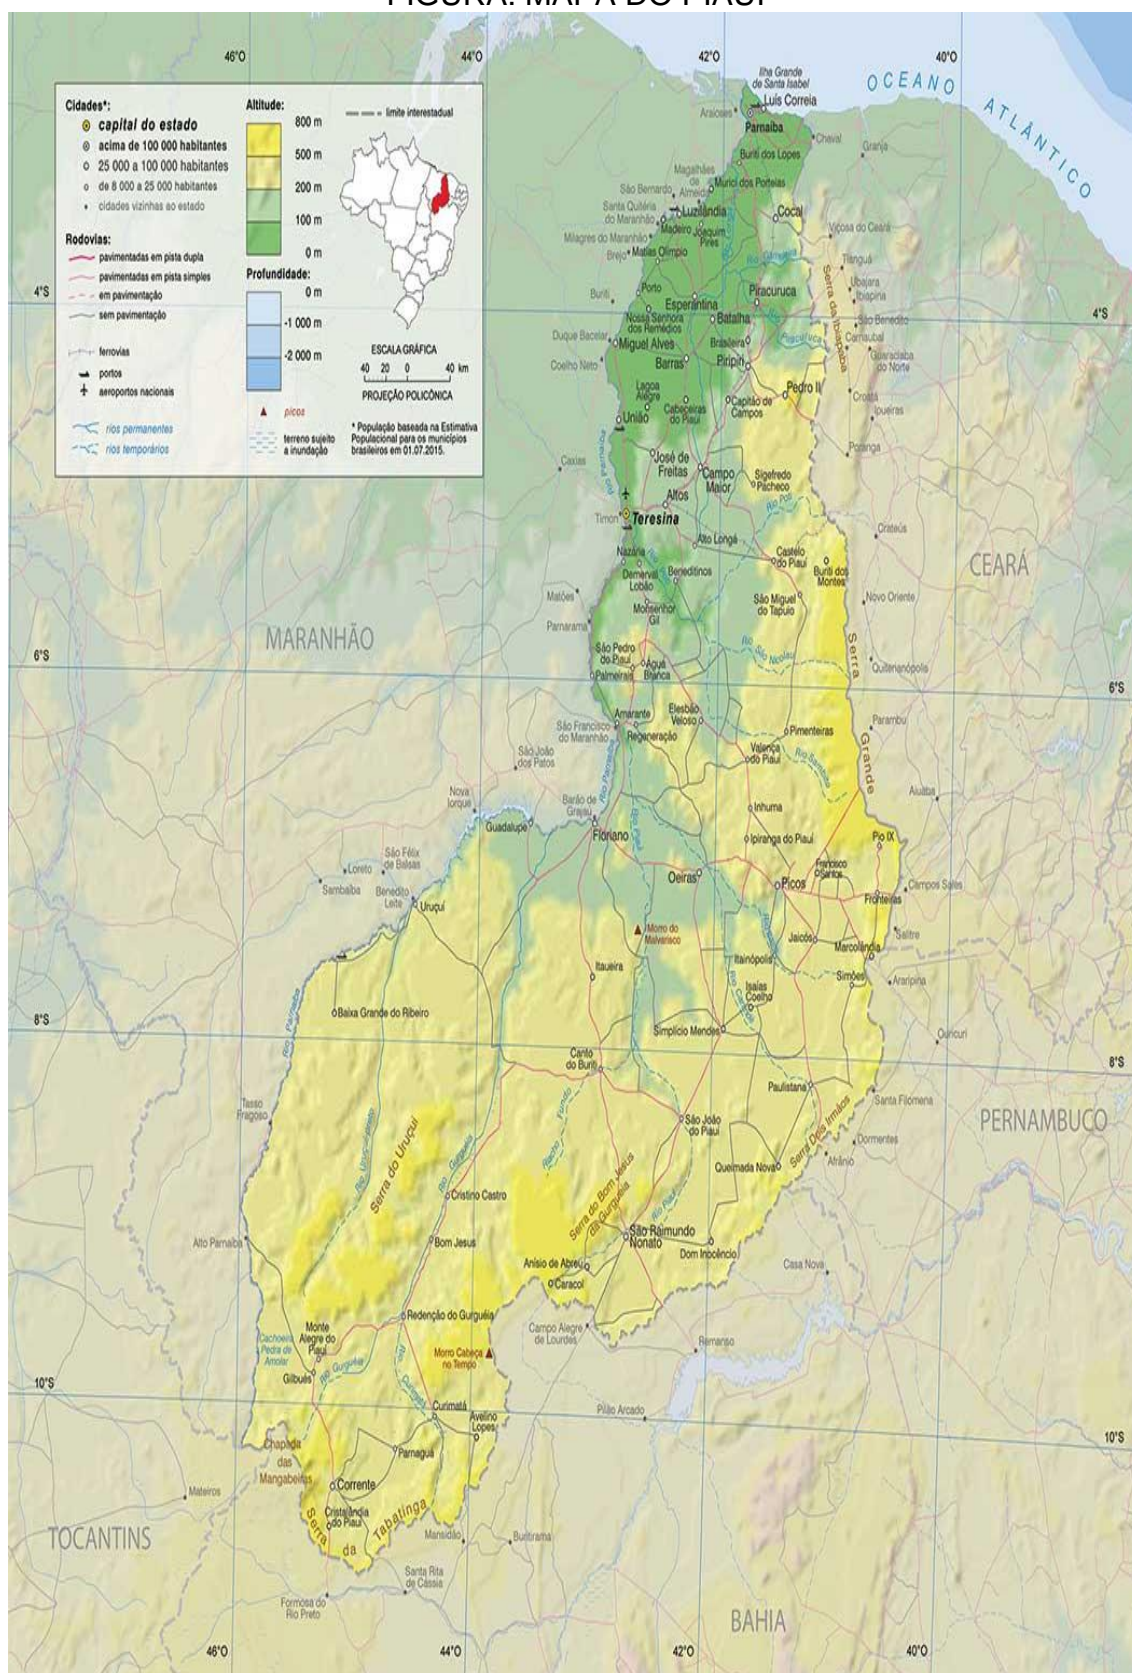 FIGURA: MAPA DO PIAUÍ
46°O
44°O
42°O
40°O
Cidades*:
capital do estado
acima de 100 000 habitantes
25 000 a 100 000 habitantes
de 8 000 a 25 000 habitantes
cidades vizinhas ao estado
Rodovias:
pavimentadas em pista dupla
pavimentadas em pista simples
em pavimentação
sem pavimentação
ferrovias
portos
aeroportos nacionais
rios permanentes
rios temporários
Altitude:
800 m
500 m
200 m
100 m
0 m
Profundidade:
0 m
-1 000 m
-2 000 m
picos
terreno sujeito
a inundação
limite interestadual
ESCALA GRÁFICA
40 20 0 40 km
PROJEÇÃO POLICÔNICA
* População baseada na Estimativa
Populacional para os municípios
brasileiros em 01.07.2015.
OCEANO ATLÂNTICO
Ilha Grande
de Santa Isabel
Luís Correia
Araioses
Parnaíba
Chaval
Granja
Buriti dos Lopes
Magalhães
de
Almeida
Murici dos Portelas
São Bernardo
Santa Quitéria
do Maranhão
Luzilândia
Cocal
Madeiro
Joaquim
Pires
Milagres do Maranhão
Viçosa do Ceará
Brejo
Matias Olímpio
Tianguá
Ubajara
Ibiapina
Serra da Ibiapaba
Buriti
Porto
Esperantina
Piracuruca
4°S
4°S
Nossa Senhora
dos Remédios
Batalha
São Benedito
Duque Bacelar
Miguel Alves
Brasileira
Carnaubal
Guaraciaba
do Norte
Coelho Neto
Barras
Piripiri
Lagoa
Alegre
Pedro II
Croatá
Ipueiras
União
Cabeceiras
do Piauí
Capitão de
Campos
Poranga
Rio Parnaíba
José de
Freitas
Campo
Maior
Sigefredo
Pacheco
Caxias
Altos
Rio Poti
Timon
Teresina
Crateús
Alto Longá
Nazária
Castelo
do Piauí
Buriti dos
Montes
CEARÁ
Demerval
Lobão
Beneditinos
Matões
Monsenhor
Gil
São Miguel
do Tapuio
Novo Oriente
Parnarama
MARANHÃO
6°S
6°S
São Pedro
do Piauí
Água
Branca
Rio São Nicolau
Serra Grande
Quiterianópolis
Palmeirais
Amarante
Elesbão
Veloso
São Francisco
do Maranhão
Regeneração
Pimenteiras
Parambu
São João
dos Patos
Valença
do Piauí
Rio Sambito
Rio Parnaíba
Nova
Iorque
Barão de
Grajaú
Rio Piauí
Inhuma
Aiuaba
Guadalupe
Floriano
Ipiranga do Piauí
Pio IX
São Félix
de Balsas
Loreto
Sambaíba
Benedito
Leite
Uruçuí
Oeiras
Picos
Francisco
Santos
Campos Sales
Fronteiras
Morro do
Malvarisco
Jaicós
Salitre
Marcolândia
Itainópolis
Itaueira
Simões
Araripina
Isaías
Coelho
Rio Canindé
Rio Parnaíba
Baixa Grande do Ribeiro
Simplício Mendes
Ouricuri
8°S
8°S
Canto
do Buriti
Paulistana
Santa Filomena
Tasso
Fragoso
Riacho Fundo
São João
do Piauí
PERNAMBUCO
Rio Uruçuí-preto
Serra do Uruçuí
Rio Gurguéia
Serra Dois Irmãos
Dormentes
Afrânio
Queimada Nova
Cristino Castro
Serra do Bom Jesus
da Gurguéia
Rio Piauí
São Raimundo
Nonato
Alto Parnaíba
Bom Jesus
Dom Inocêncio
Casa Nova
Anísio de Abreu
Caracol
Redenção do Gurguéia
Campo Alegre
de Lourdes
Remanso
Cachoeira
Pedra de
Amolar
Monte
Alegre do
Piauí
Morro Cabeça
no Tempo
Gilbués
Rio Gurguéia
10°S
10°S
Curimatá
Avelino
Lopes
Pilão Arcado
Chapada
das
Mangabeiras
Parnaguá
Corrente
Mateiros
Cristalândia
do Piauí
Serra da Tabatinga
Mansidão
Buritirama
TOCANTINS
Santa Rita
de Cássia
Formosa do
Rio Preto
BAHIA
46°O
44°O
42°O
40°O